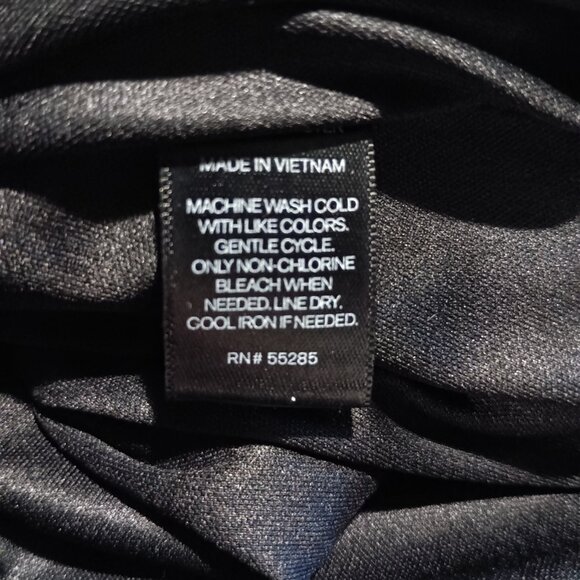 MADE IN VIETNAM
MACHINE WASH COLD
WITH LIKE COLORS.
GENTLE CYCLE.
ONLY NON-CHLORINE
BLEACH WHEN
NEEDED. LINE DRY.
COOL IRON IF NEEDED.
RN# 55285